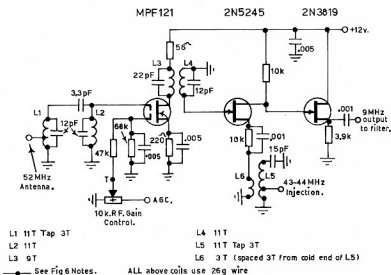 MPF121 2N5245 2N3819
+12v.
56
.005
L3 L4
22pF
12pF
10k
3,3pF
L1 12pF L2
.001
9MHz output to filter.
3,9k
68k
220
.005
.005
47k
10k
.001
15pF
52 MHz Antenna.
T
A.G.C.
10k.R.F. Gain Control.
L6 L5
43-44MHz Injection.
L1 11T Tap 3T
L2 11T
L3 9T
L4 11T
L5 11T Tap 3T
L6 3T (spaced 3T from cold end of L5)
See Fig 6 Notes. ALL above coils use 26g wire